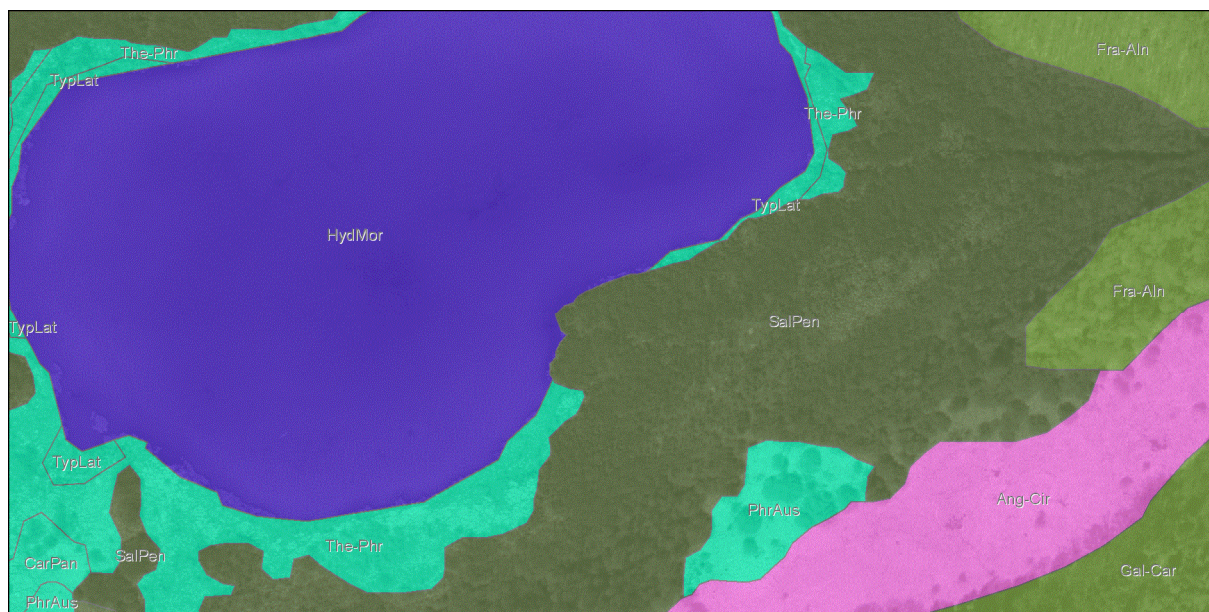 Fra-Aln
The-Phr
TypLat
The-Phr
TypLat
HydMor
Fra-Aln
SalPen
TypLat
TypLat
Ang-Cir
PhrAus
The-Phr
SalPen
CarPan
Gal-Car
PhrAus